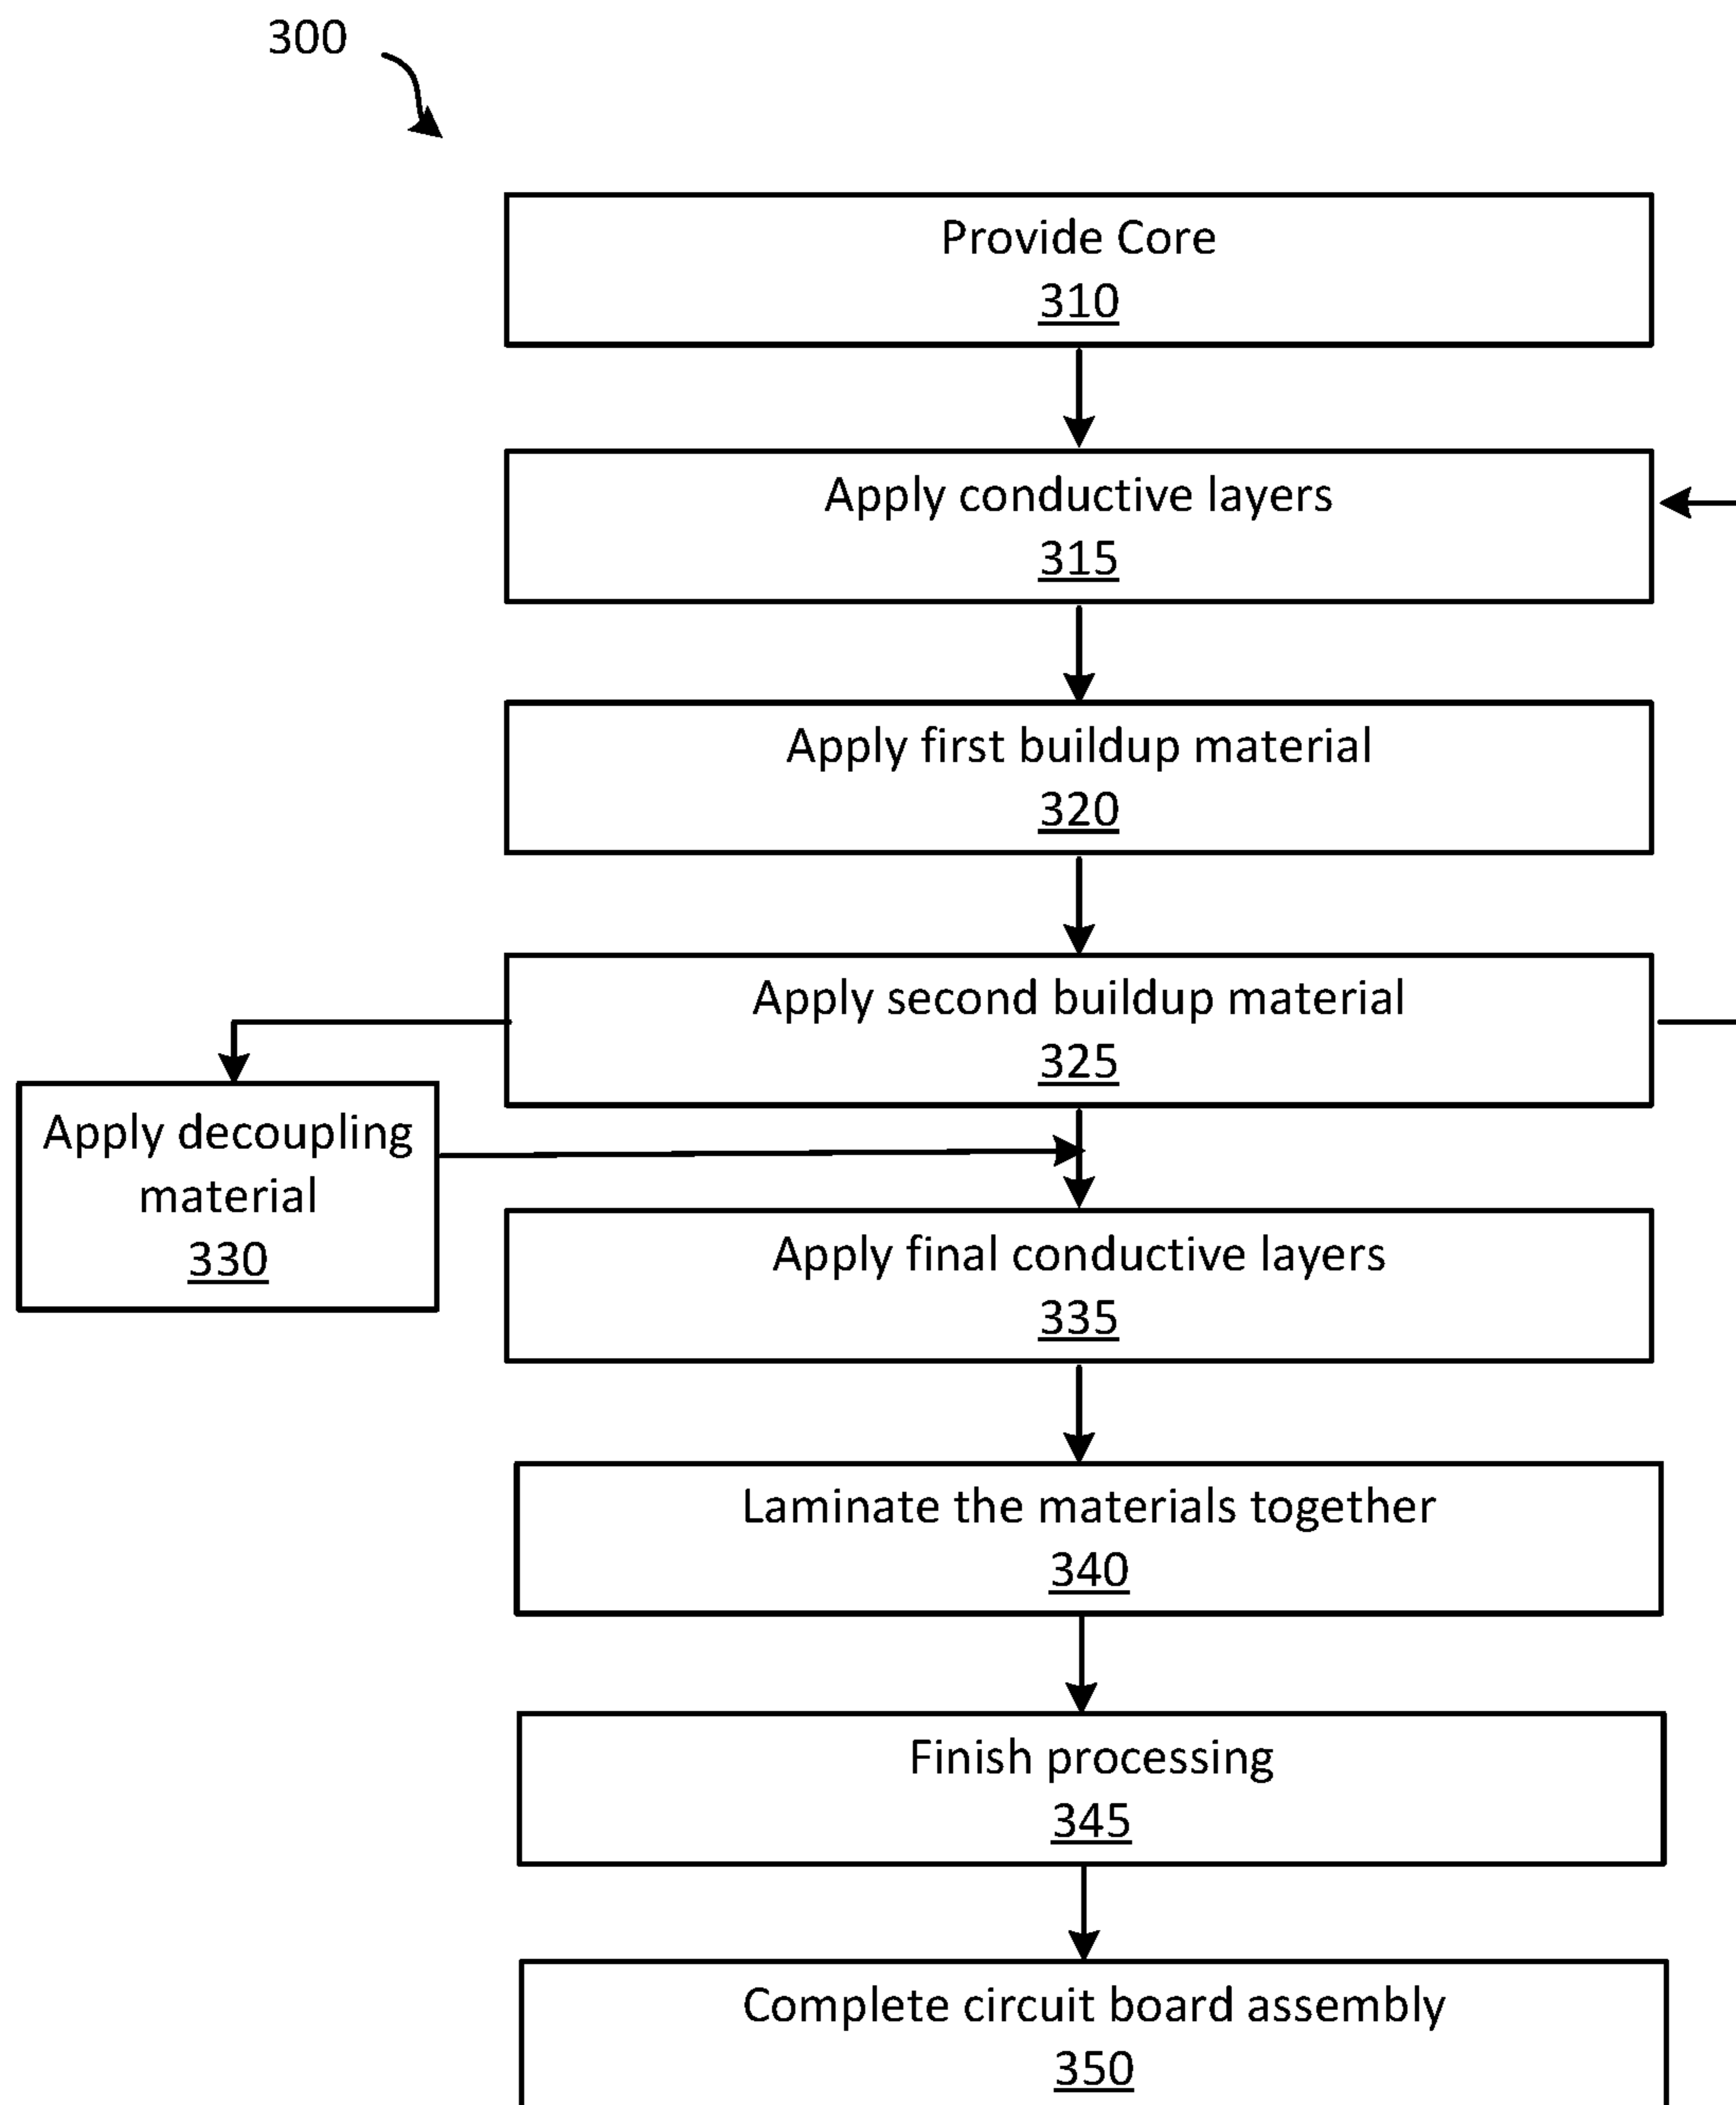 300
Provide Core
310
Apply conductive layers
315
Apply first buildup material
320
Apply second buildup material
325
Apply decoupling
material
330
Apply final conductive layers
335
Laminate the materials together
340
Finish processing
345
Complete circuit board assembly
350